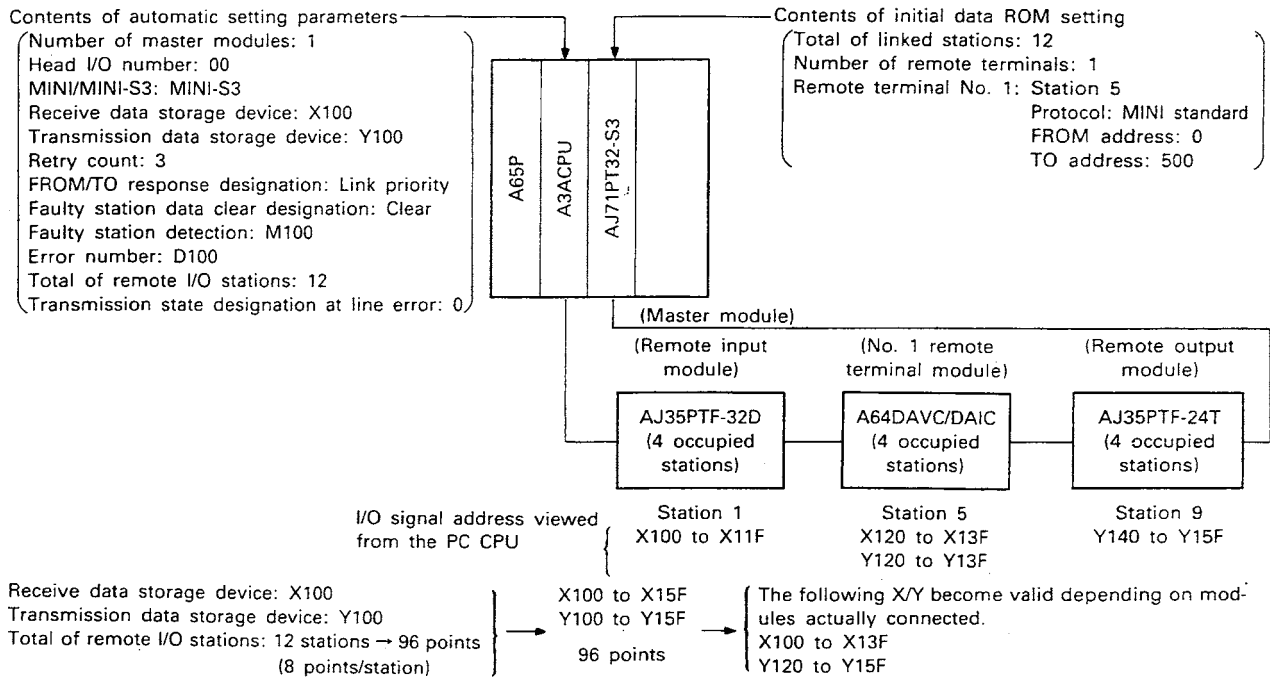 Contents of automatic setting parameters
Number of master modules: 1
Head I/O number: 00
MINI/MINI-S3: MINI-S3
Receive data storage device: X100
Transmission data storage device: Y100
Retry count: 3
FROM/TO response designation: Link priority
Faulty station data clear designation: Clear
Faulty station detection: M100
Error number: D100
Total of remote I/O stations: 12
Transmission state designation at line error: 0
Contents of initial data ROM setting
Total of linked stations: 12
Number of remote terminals: 1
Remote terminal No. 1: Station 5
Protocol: MINI standard
FROM address: 0
TO address: 500
A65P
A3ACPU
AJ71PT32-S3
(Master module)
(Remote input
module)
(No. 1 remote
terminal module)
(Remote output
module)
AJ35PTF-32D
(4 occupied
stations)
A64DAVC/DAIC
(4 occupied
stations)
AJ35PTF-24T
(4 occupied
stations)
I/O signal address viewed
from the PC CPU
Station 1
X100 to X11F
Station 5
X120 to X13F
Y120 to Y13F
Station 9
Y140 to Y15F
Receive data storage device: X100
Transmission data storage device: Y100
Total of remote I/O stations: 12 stations → 96 points
(8 points/station)
X100 to X15F
Y100 to Y15F
96 points
The following X/Y become valid depending on mod-
ules actually connected.
X100 to X13F
Y120 to Y15F